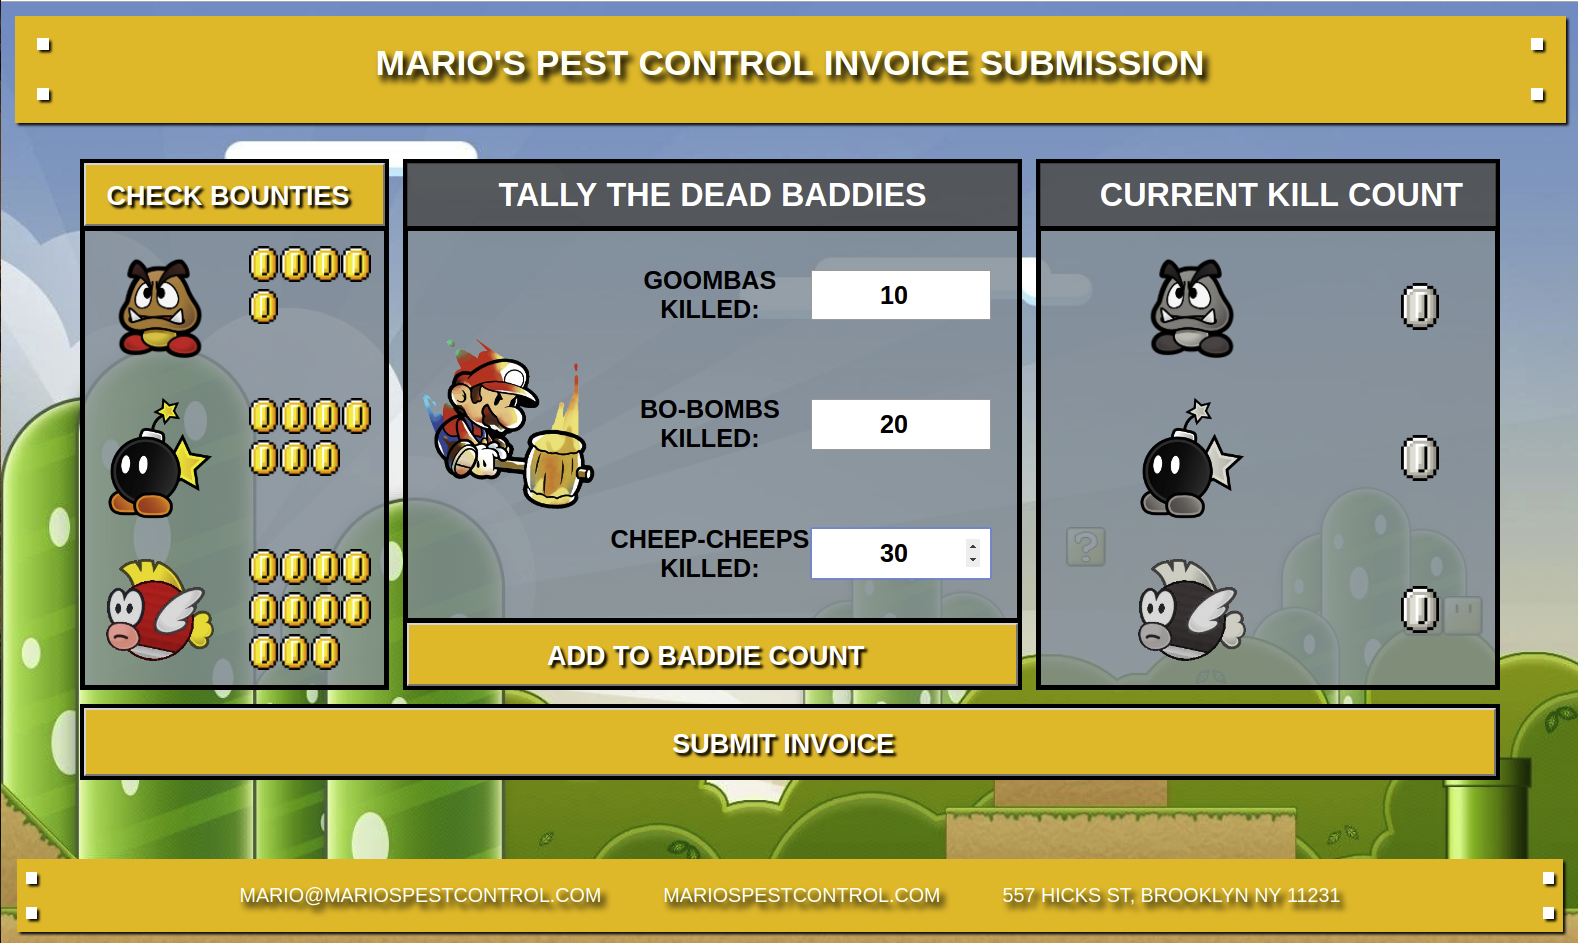 MARIO'S PEST CONTROL INVOICE SUBMISSION
CHECK BOUNTIES
TALLY THE DEAD BADDIES
GOOMBAS
KILLED:
10
BO-BOMBS
KILLED:
20
CHEEP-CHEEPS
KILLED:
30
ADD TO BADDIE COUNT
CURRENT KILL COUNT
?
SUBMIT INVOICE
MARIO@MARIOSPESTCONTROL.COM
MARIOSPESTCONTROL.COM
557 HICKS ST, BROOKLYN NY 11231